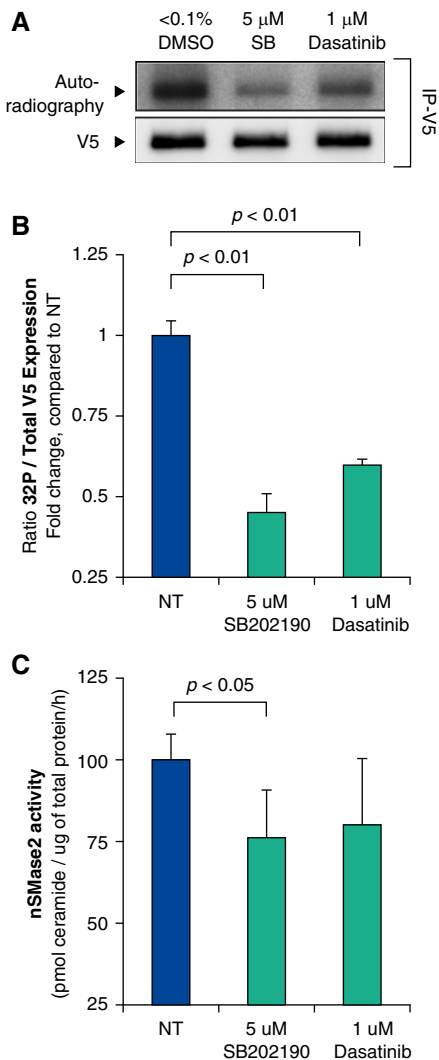 A
<0.1% 5 μM 1 μM
DMSO SB Dasatinib
Auto-
radiography
V5
IP-V5
B
p < 0.01
p < 0.01
Ratio 32P / Total V5 Expression
Fold change, compared to NT
1.25
1
0.75
0.5
0.25
NT 5 uM 1 uM
SB202190 Dasatinib
C
p < 0.05
nSMase2 activity
(pmol ceramide / ug of total protein/h)
125
100
75
50
25
NT 5 uM 1 uM
SB202190 Dasatinib